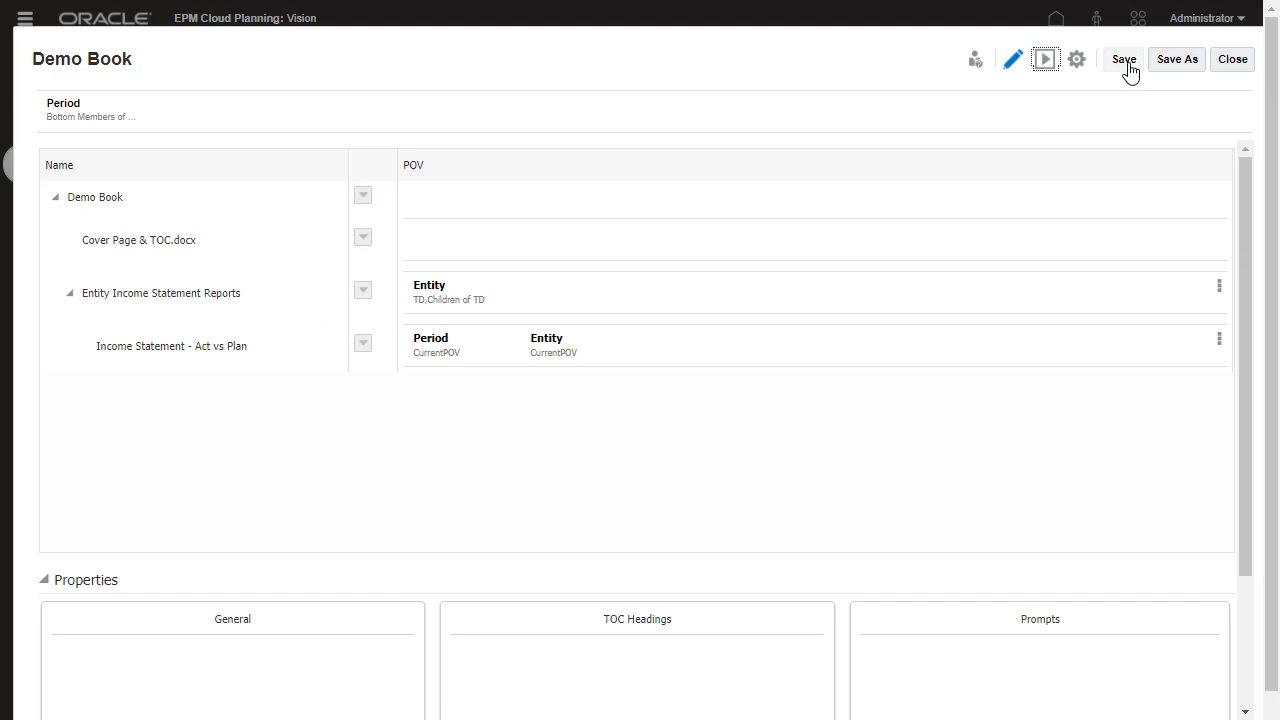 ORACLE® EPM Cloud Planning: Vision Administrator
Demo Book Save Save As Close
Period
Bottom Members of ...
Name POV
Demo Book
Cover Page & TOC.docx
Entity
Entity Income Statement Reports
TD,Children of TD
Period Entity
Income Statement - Act vs Plan
CurrentPOV CurrentPOV
Properties
General TOC Headings Prompts